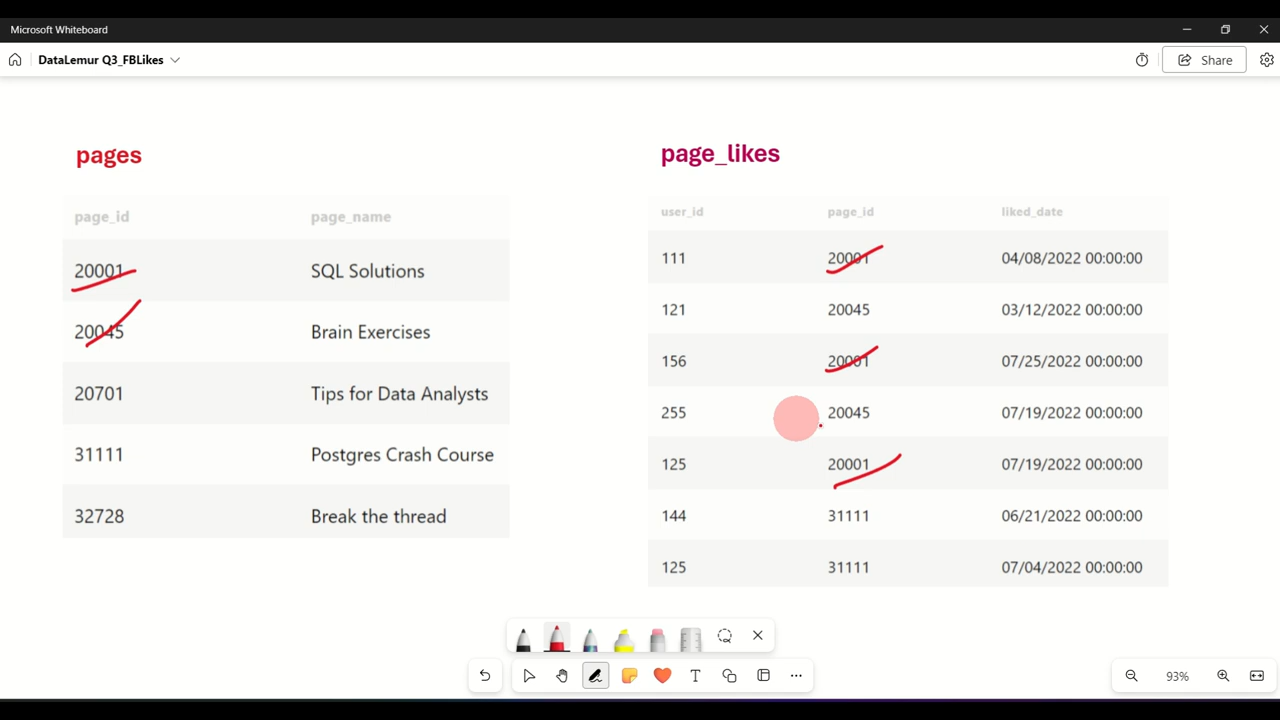 Microsoft Whiteboard
DataLemur Q3_FBLikes
Share
pages
page_id page_name
20001 SQL Solutions
20045 Brain Exercises
20701 Tips for Data Analysts
31111 Postgres Crash Course
32728 Break the thread
page_likes
user_id page_id liked_date
111 20001 04/08/2022 00:00:00
121 20045 03/12/2022 00:00:00
156 20001 07/25/2022 00:00:00
255 20045 07/19/2022 00:00:00
125 20001 07/19/2022 00:00:00
144 31111 06/21/2022 00:00:00
125 31111 07/04/2022 00:00:00
93%